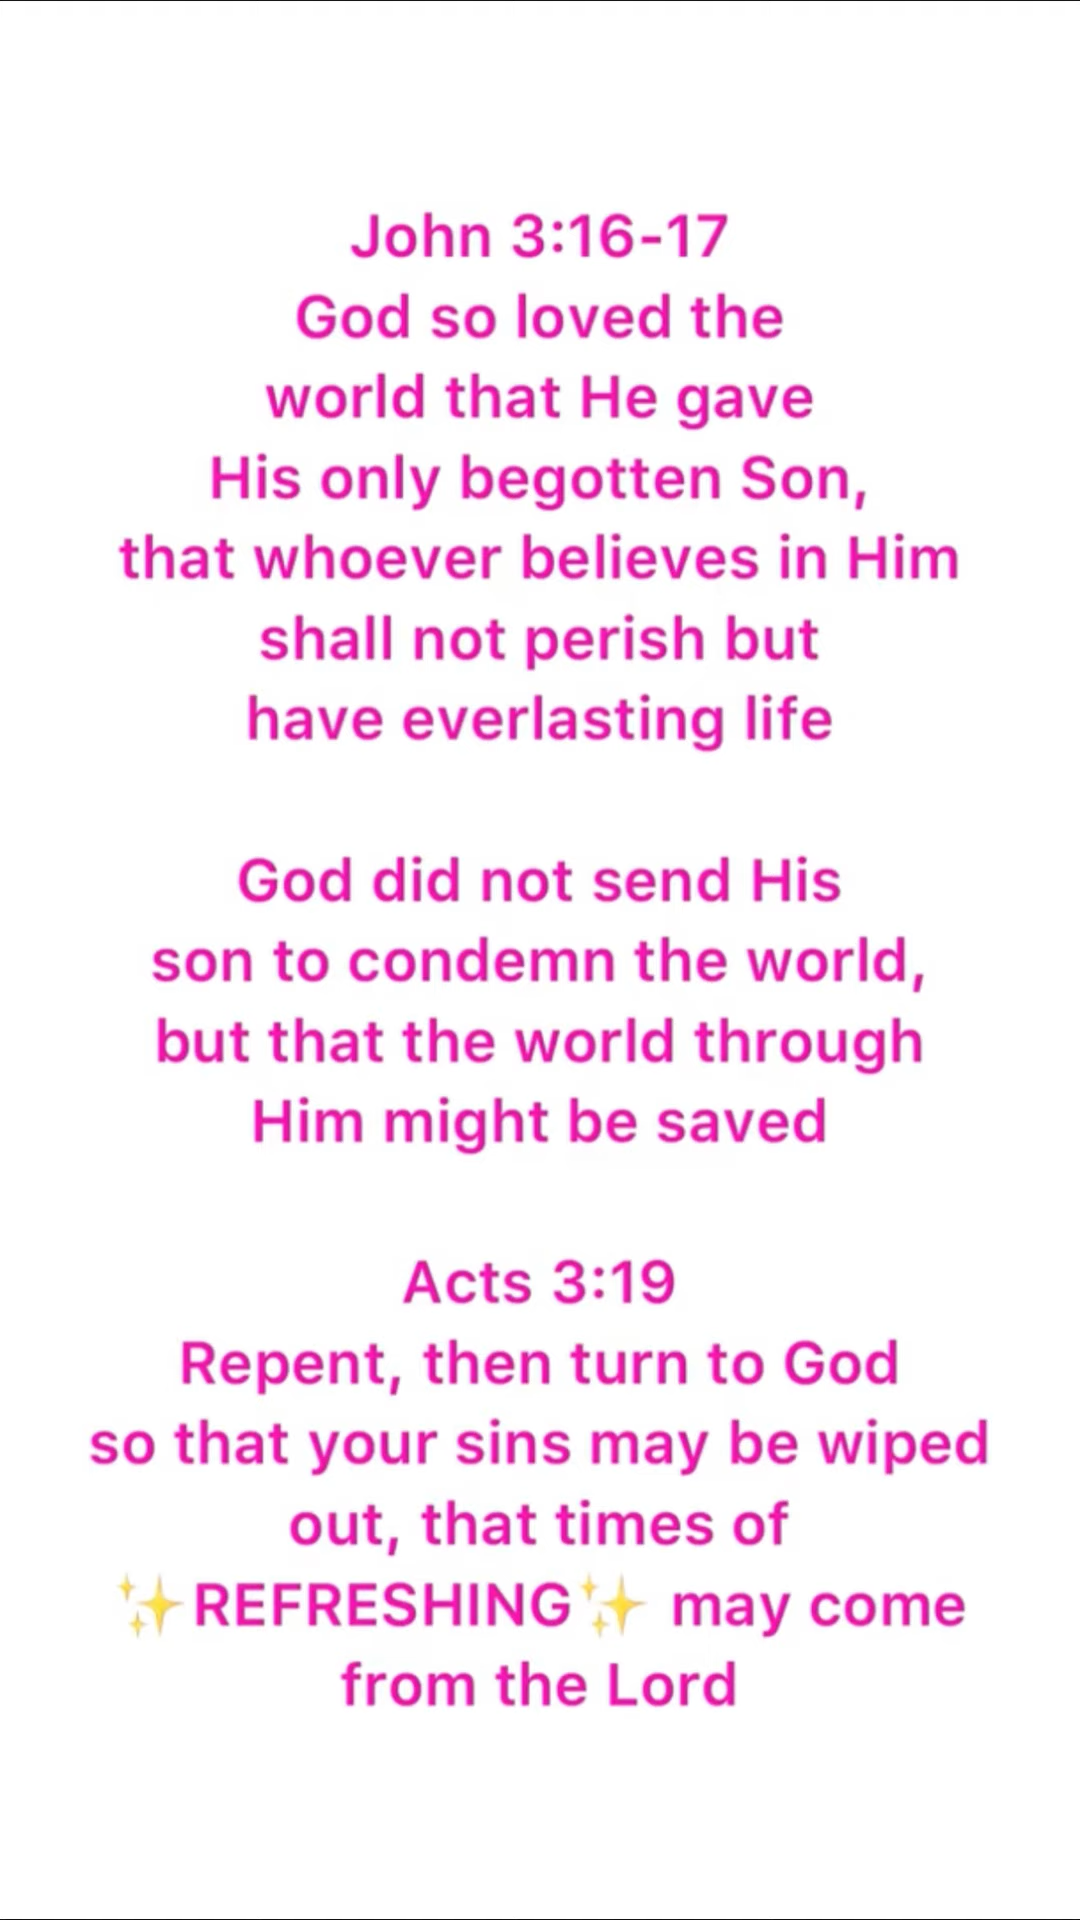 John 3:16-17
God so loved the
world that He gave
His only begotten Son,
that whoever believes in Him
shall not perish but
have everlasting life
God did not send His
son to condemn the world,
but that the world through
Him might be saved
Acts 3:19
Repent, then turn to God
so that your sins may be wiped
out, that times of
✨REFRESHING✨ may come
from the Lord